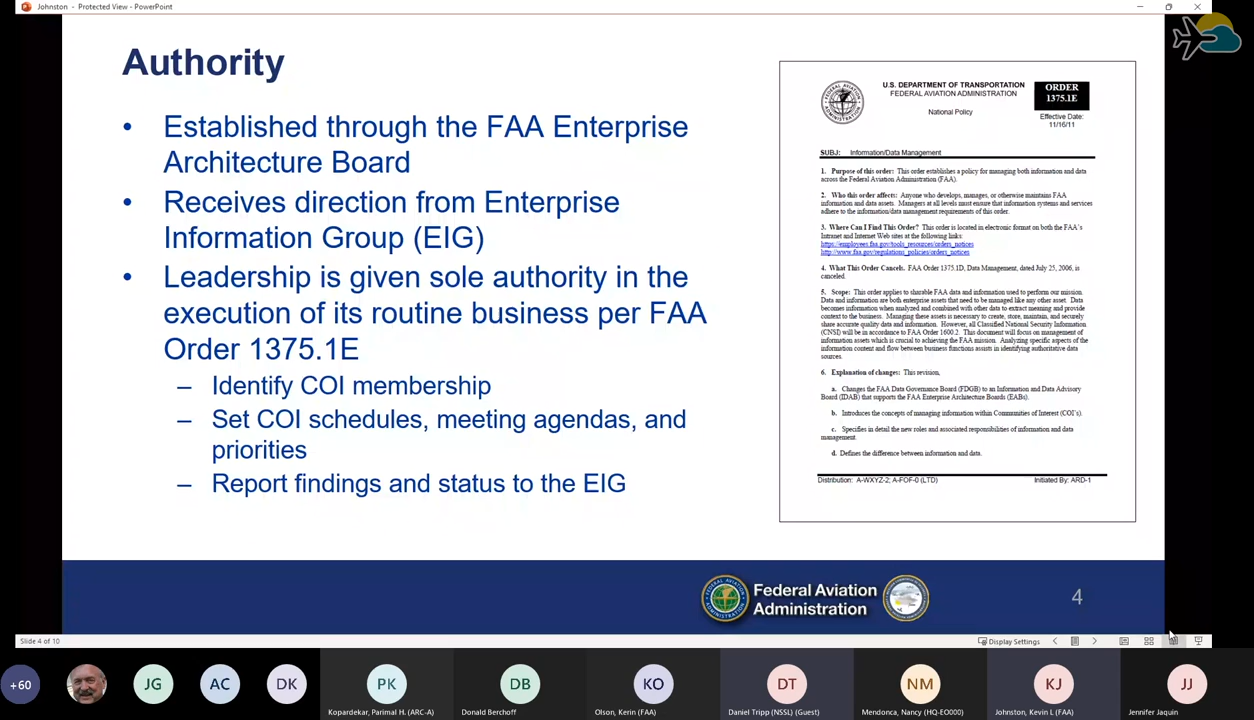 Johnston - Protected View - PowerPoint
Authority
• Established through the FAA Enterprise
Architecture Board
• Receives direction from Enterprise
Information Group (EIG)
• Leadership is given sole authority in the
execution of its routine business per FAA
Order 1375.1E
– Identify COI membership
– Set COI schedules, meeting agendas, and
priorities
– Report findings and status to the EIG
U.S. DEPARTMENT OF TRANSPORTATION
FEDERAL AVIATION ADMINISTRATION
National Policy
ORDER
1375.1E
Effective Date:
11/16/11
SUBJ: Information/Data Management
1. Purpose of this order: This order establishes a policy for managing both information and data
across the Federal Aviation Administration (FAA).
2. Who this order affects: Anyone who develops, manages, or otherwise maintains FAA
information and data assets. Managers at all levels must ensure that information systems and services
adhere to the information/data management requirements of this order.
3. Where Can I Find This Order? This order is located in electronic format on both the FAA's
Intranet and Internet Web sites at the following links:
https://employees.faa.gov/tools_resources/orders_notices
http://www.faa.gov/regulations_policies/orders_notices
4. What This Order Cancels. FAA Order 1375.1D, Data Management, dated July 25, 2006, is
canceled.
5. Scope: This order applies to sharable FAA data and information used to perform our mission.
Data and information are both enterprise assets that need to be managed like any other asset. Data
becomes information when analyzed and combined with other data to extract meaning and provide
context to the business. Managing these assets is necessary to create, store, maintain, and securely
share accurate quality data and information. However, all Classified National Security Information
(CNSI) will be in accordance to FAA Order 1600.2. This document will focus on management of
information assets which is crucial to achieving the FAA mission. Analyzing specific aspects of the
information content and flow between business functions assists in identifying authoritative data
sources.
6. Explanation of changes: This revision,
a. Changes the FAA Data Governance Board (FDGB) to an Information and Data Advisory
Board (IDAB) that supports the FAA Enterprise Architecture Boards (EABs).
b. Introduces the concepts of managing information within Communities of Interest (COI's).
c. Specifies in detail the new roles and associated responsibilities of information and data
management.
d. Defines the difference between information and data.
Distribution: A-WXYZ-2; A-FOF-0 (LTD)
Initiated By: ARD-1
Federal Aviation
Administration
4
Slide 4 of 10
Display Settings
+60
JG
AC
DK
PK
DB
KO
DT
NM
KJ
JJ
Kopardekar, Parimal H. (ARC-A)
Donald Berchoff
Olson, Kerin (FAA)
Daniel Tripp (NSSL) (Guest)
Mendonca, Nancy (HQ-EO000)
Johnston, Kevin L (FAA)
Jennifer Jaquin